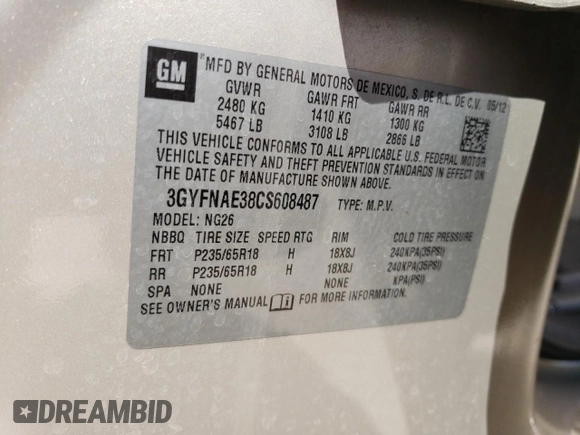 GM
MFD BY GENERAL MOTORS DE MEXICO, S. DE R.L. DE C.V. 05/12
GVWR GAWR FRT GAWR RR
2480 KG 1410 KG 1300 KG
5467 LB 3108 LB 2866 LB
THIS VEHICLE CONFORMS TO ALL APPLICABLE U.S. FEDERAL MOTOR
VEHICLE SAFETY AND THEFT PREVENTION STANDARDS IN EFFECT ON
THE DATE OF MANUFACTURE SHOWN ABOVE.
3GYFNAE38CS608487 TYPE: M.P.V.
MODEL: NG26
NBBQ TIRE SIZE SPEED RTG RIM COLD TIRE PRESSURE
FRT P235/65R18 H 18X8J 240KPA(35PSI)
RR P235/65R18 H 18X8J 240KPA(35PSI)
SPA NONE NONE KPA(PSI)
SEE OWNER'S MANUAL FOR MORE INFORMATION.
DREAMBID